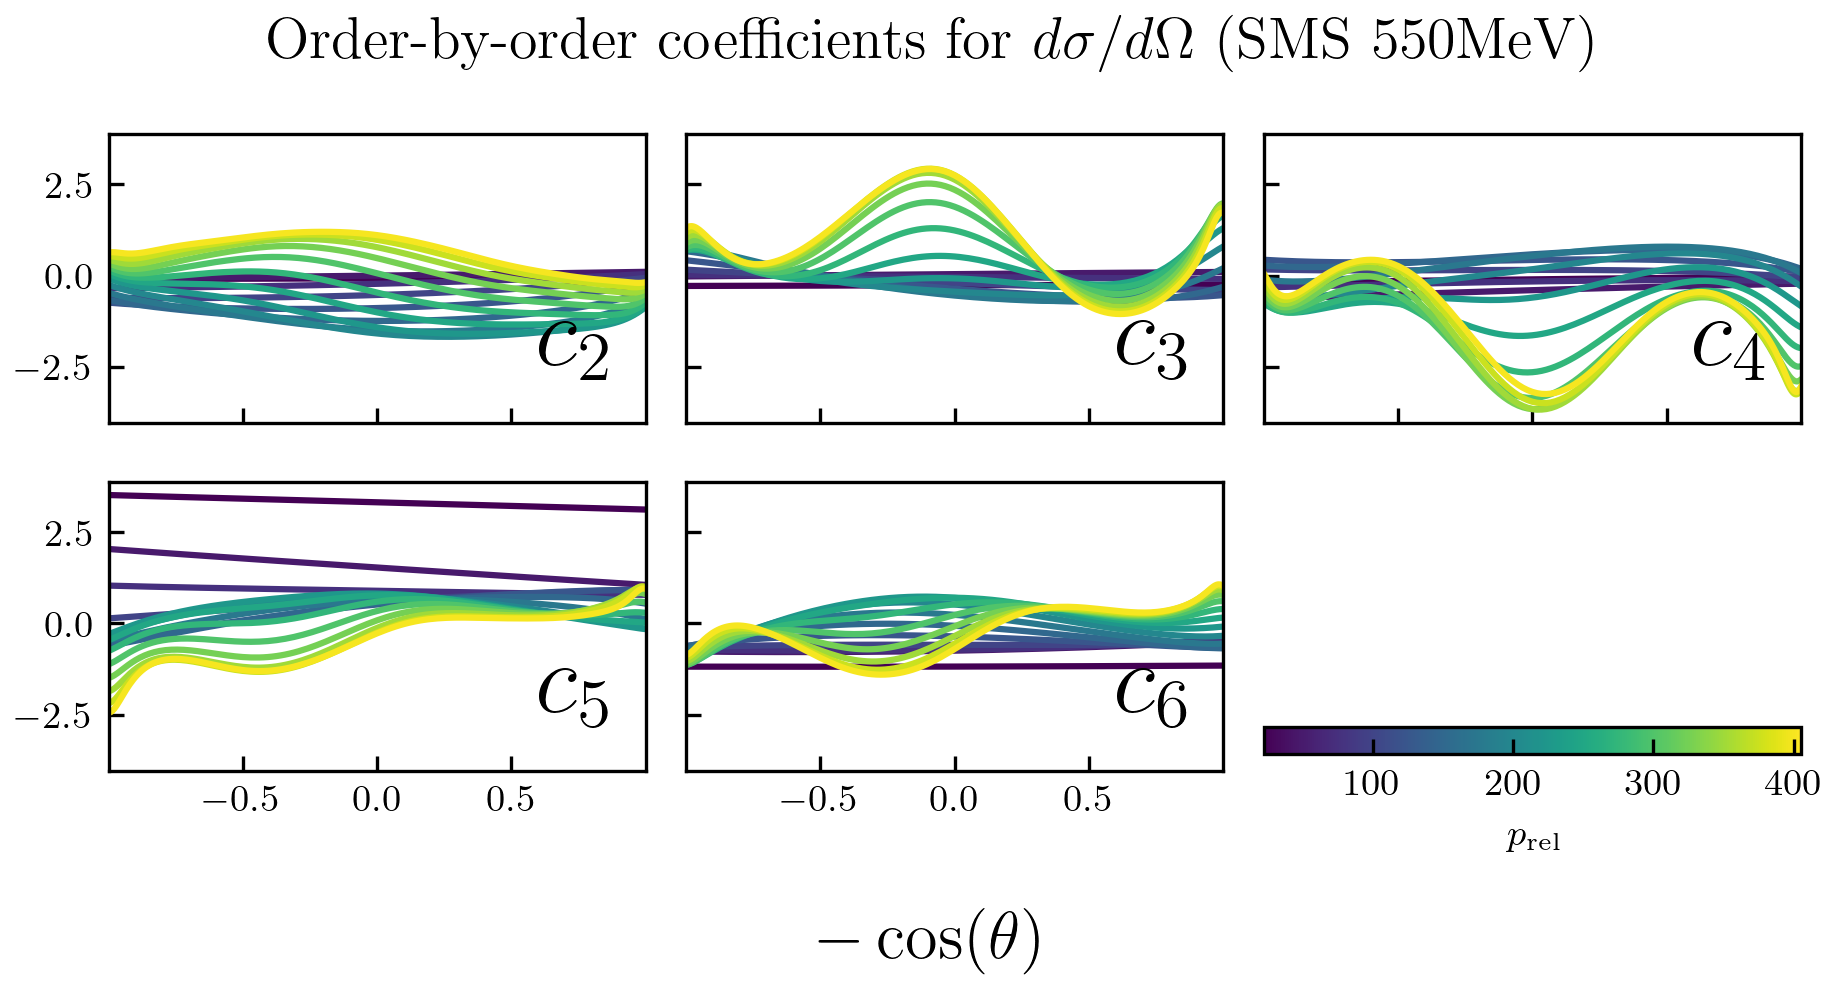 Order-by-order coefficients for dσ/dΩ (SMS 550MeV)
2.5
0.0
−2.5
c₂
c₃
c₄
2.5
0.0
−2.5
c₅
c₆
−0.5 0.0 0.5
−0.5 0.0 0.5
100 200 300 400
p_rel
− cos(θ)